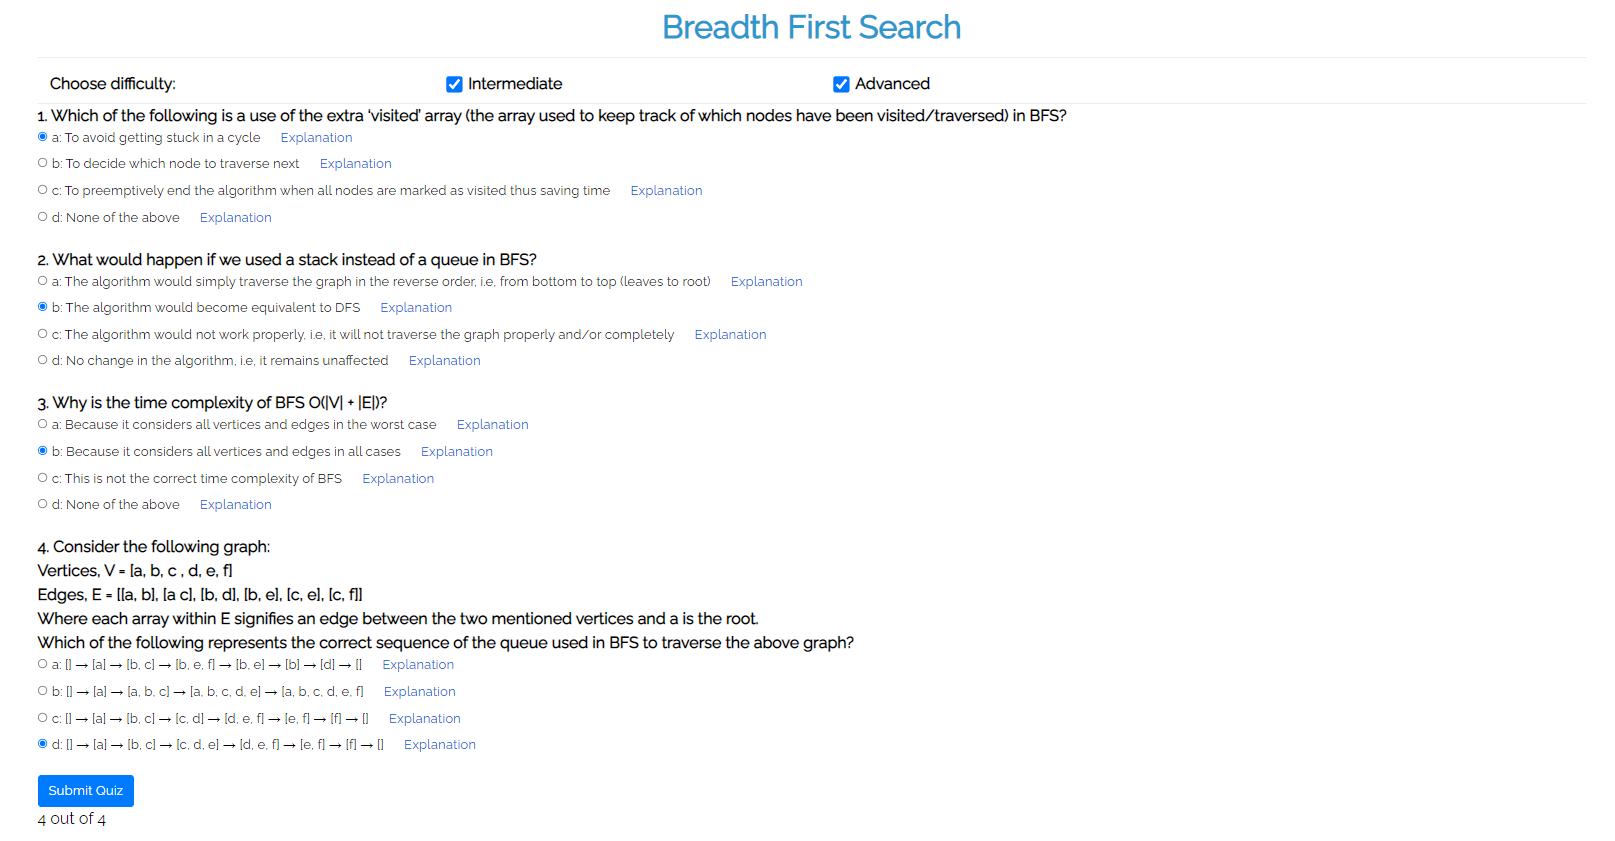 Breadth First Search
Choose difficulty: Intermediate Advanced
1. Which of the following is a use of the extra ‘visited’ array (the array used to keep track of which nodes have been visited/traversed) in BFS?
a: To avoid getting stuck in a cycle Explanation
b: To decide which node to traverse next Explanation
c: To preemptively end the algorithm when all nodes are marked as visited thus saving time Explanation
d: None of the above Explanation
2. What would happen if we used a stack instead of a queue in BFS?
a: The algorithm would simply traverse the graph in the reverse order, i.e, from bottom to top (leaves to root) Explanation
b: The algorithm would become equivalent to DFS Explanation
c: The algorithm would not work properly, i.e, it will not traverse the graph properly and/or completely Explanation
d: No change in the algorithm, i.e, it remains unaffected Explanation
3. Why is the time complexity of BFS O(|V| + |E|)?
a: Because it considers all vertices and edges in the worst case Explanation
b: Because it considers all vertices and edges in all cases Explanation
c: This is not the correct time complexity of BFS Explanation
d: None of the above Explanation
4. Consider the following graph:
Vertices, V = [a, b, c , d, e, f]
Edges, E = [[a, b], [a c], [b, d], [b, e], [c, e], [c, f]]
Where each array within E signifies an edge between the two mentioned vertices and a is the root.
Which of the following represents the correct sequence of the queue used in BFS to traverse the above graph?
a: [] → [a] → [b, c] → [b, e, f] → [b, e] → [b] → [d] → [] Explanation
b: [] → [a] → [a, b, c] → [a, b, c, d, e] → [a, b, c, d, e, f] Explanation
c: [] → [a] → [b, c] → [c, d] → [d, e, f] → [e, f] → [f] → [] Explanation
d: [] → [a] → [b, c] → [c, d, e] → [d, e, f] → [e, f] → [f] → [] Explanation
Submit Quiz
4 out of 4